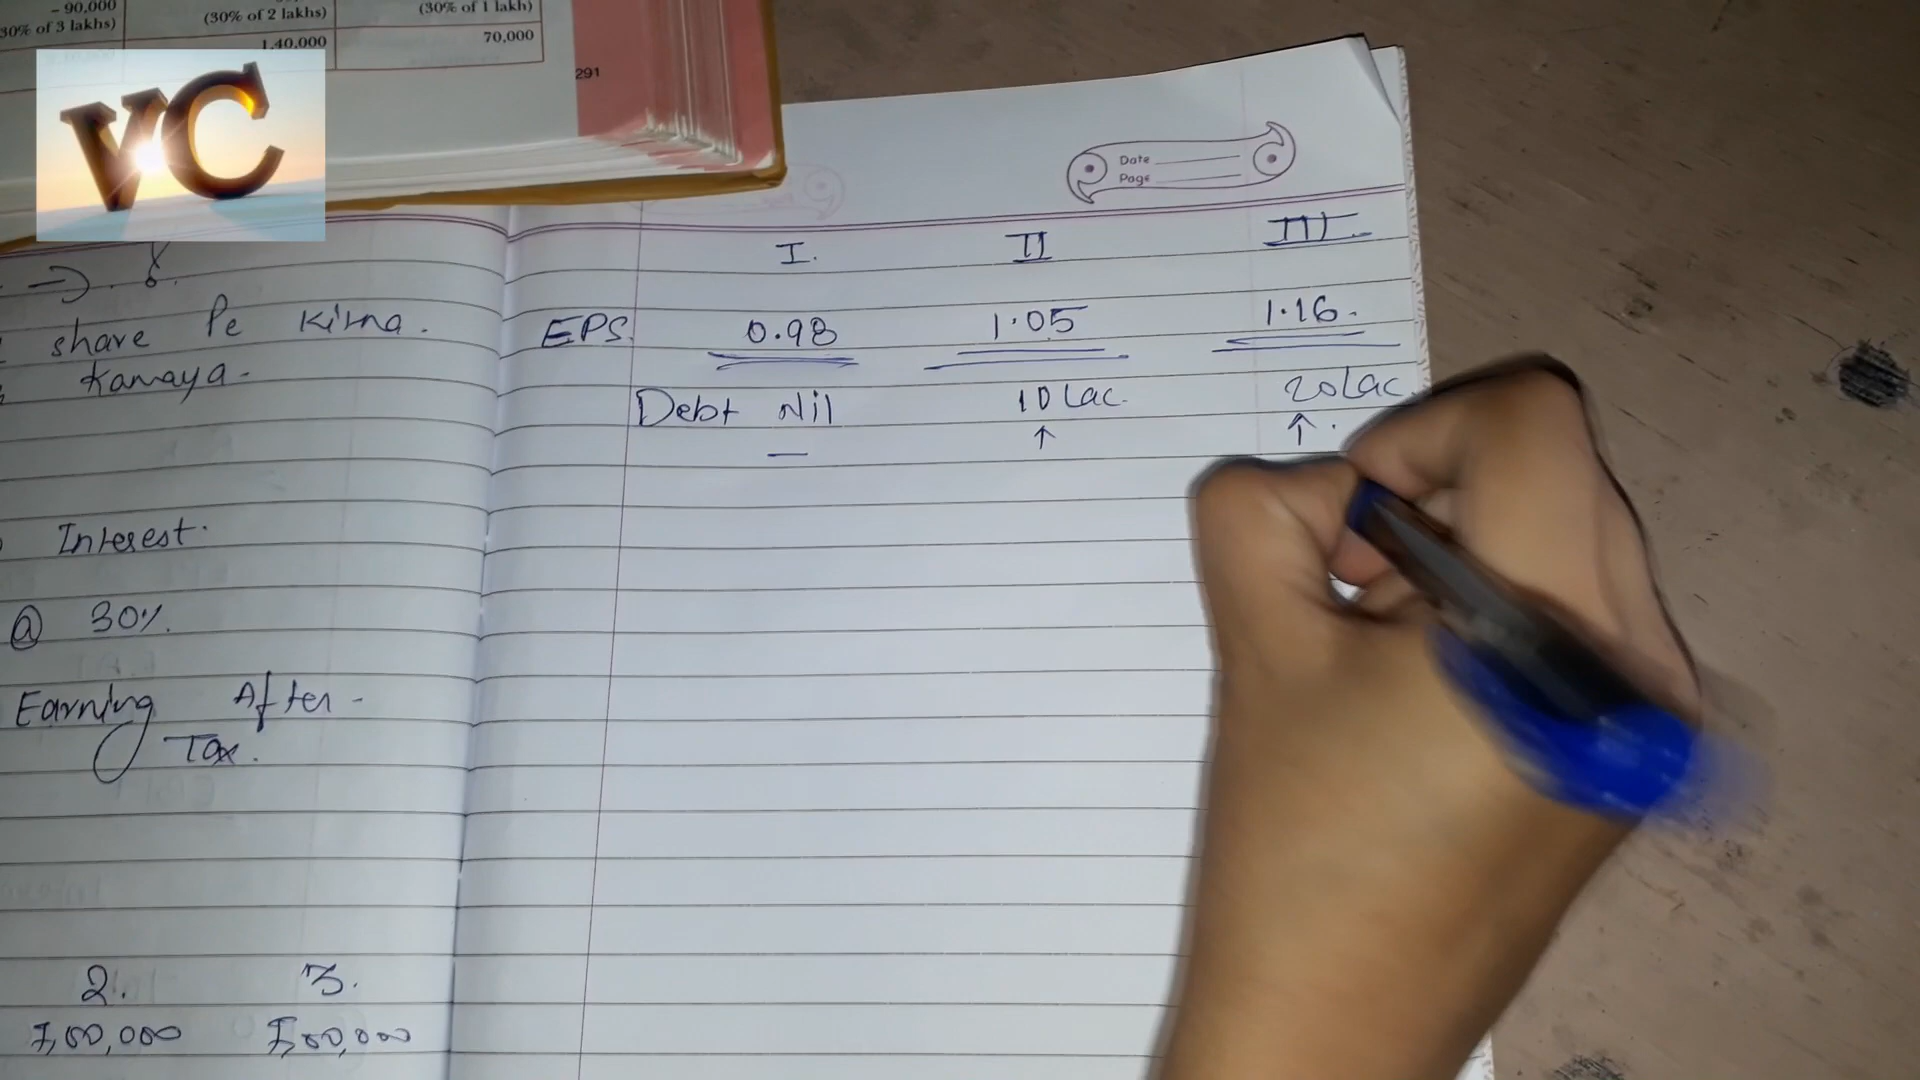 - 90,000
30% of 3 lakhs)
(30% of 2 lakhs)
(30% of 1 lakh)
1,40,000
70,000
291
VC
Date
Page
share Pe Kitna.
Kamaya.
Interest.
@ 30%.
Earning After -
Tax.
2. 3.
7,00,000
I. II III
EPS. 0.98 1.05 1.16.
Debt Nil 10 Lac. 20 Lac.
↑ ↑